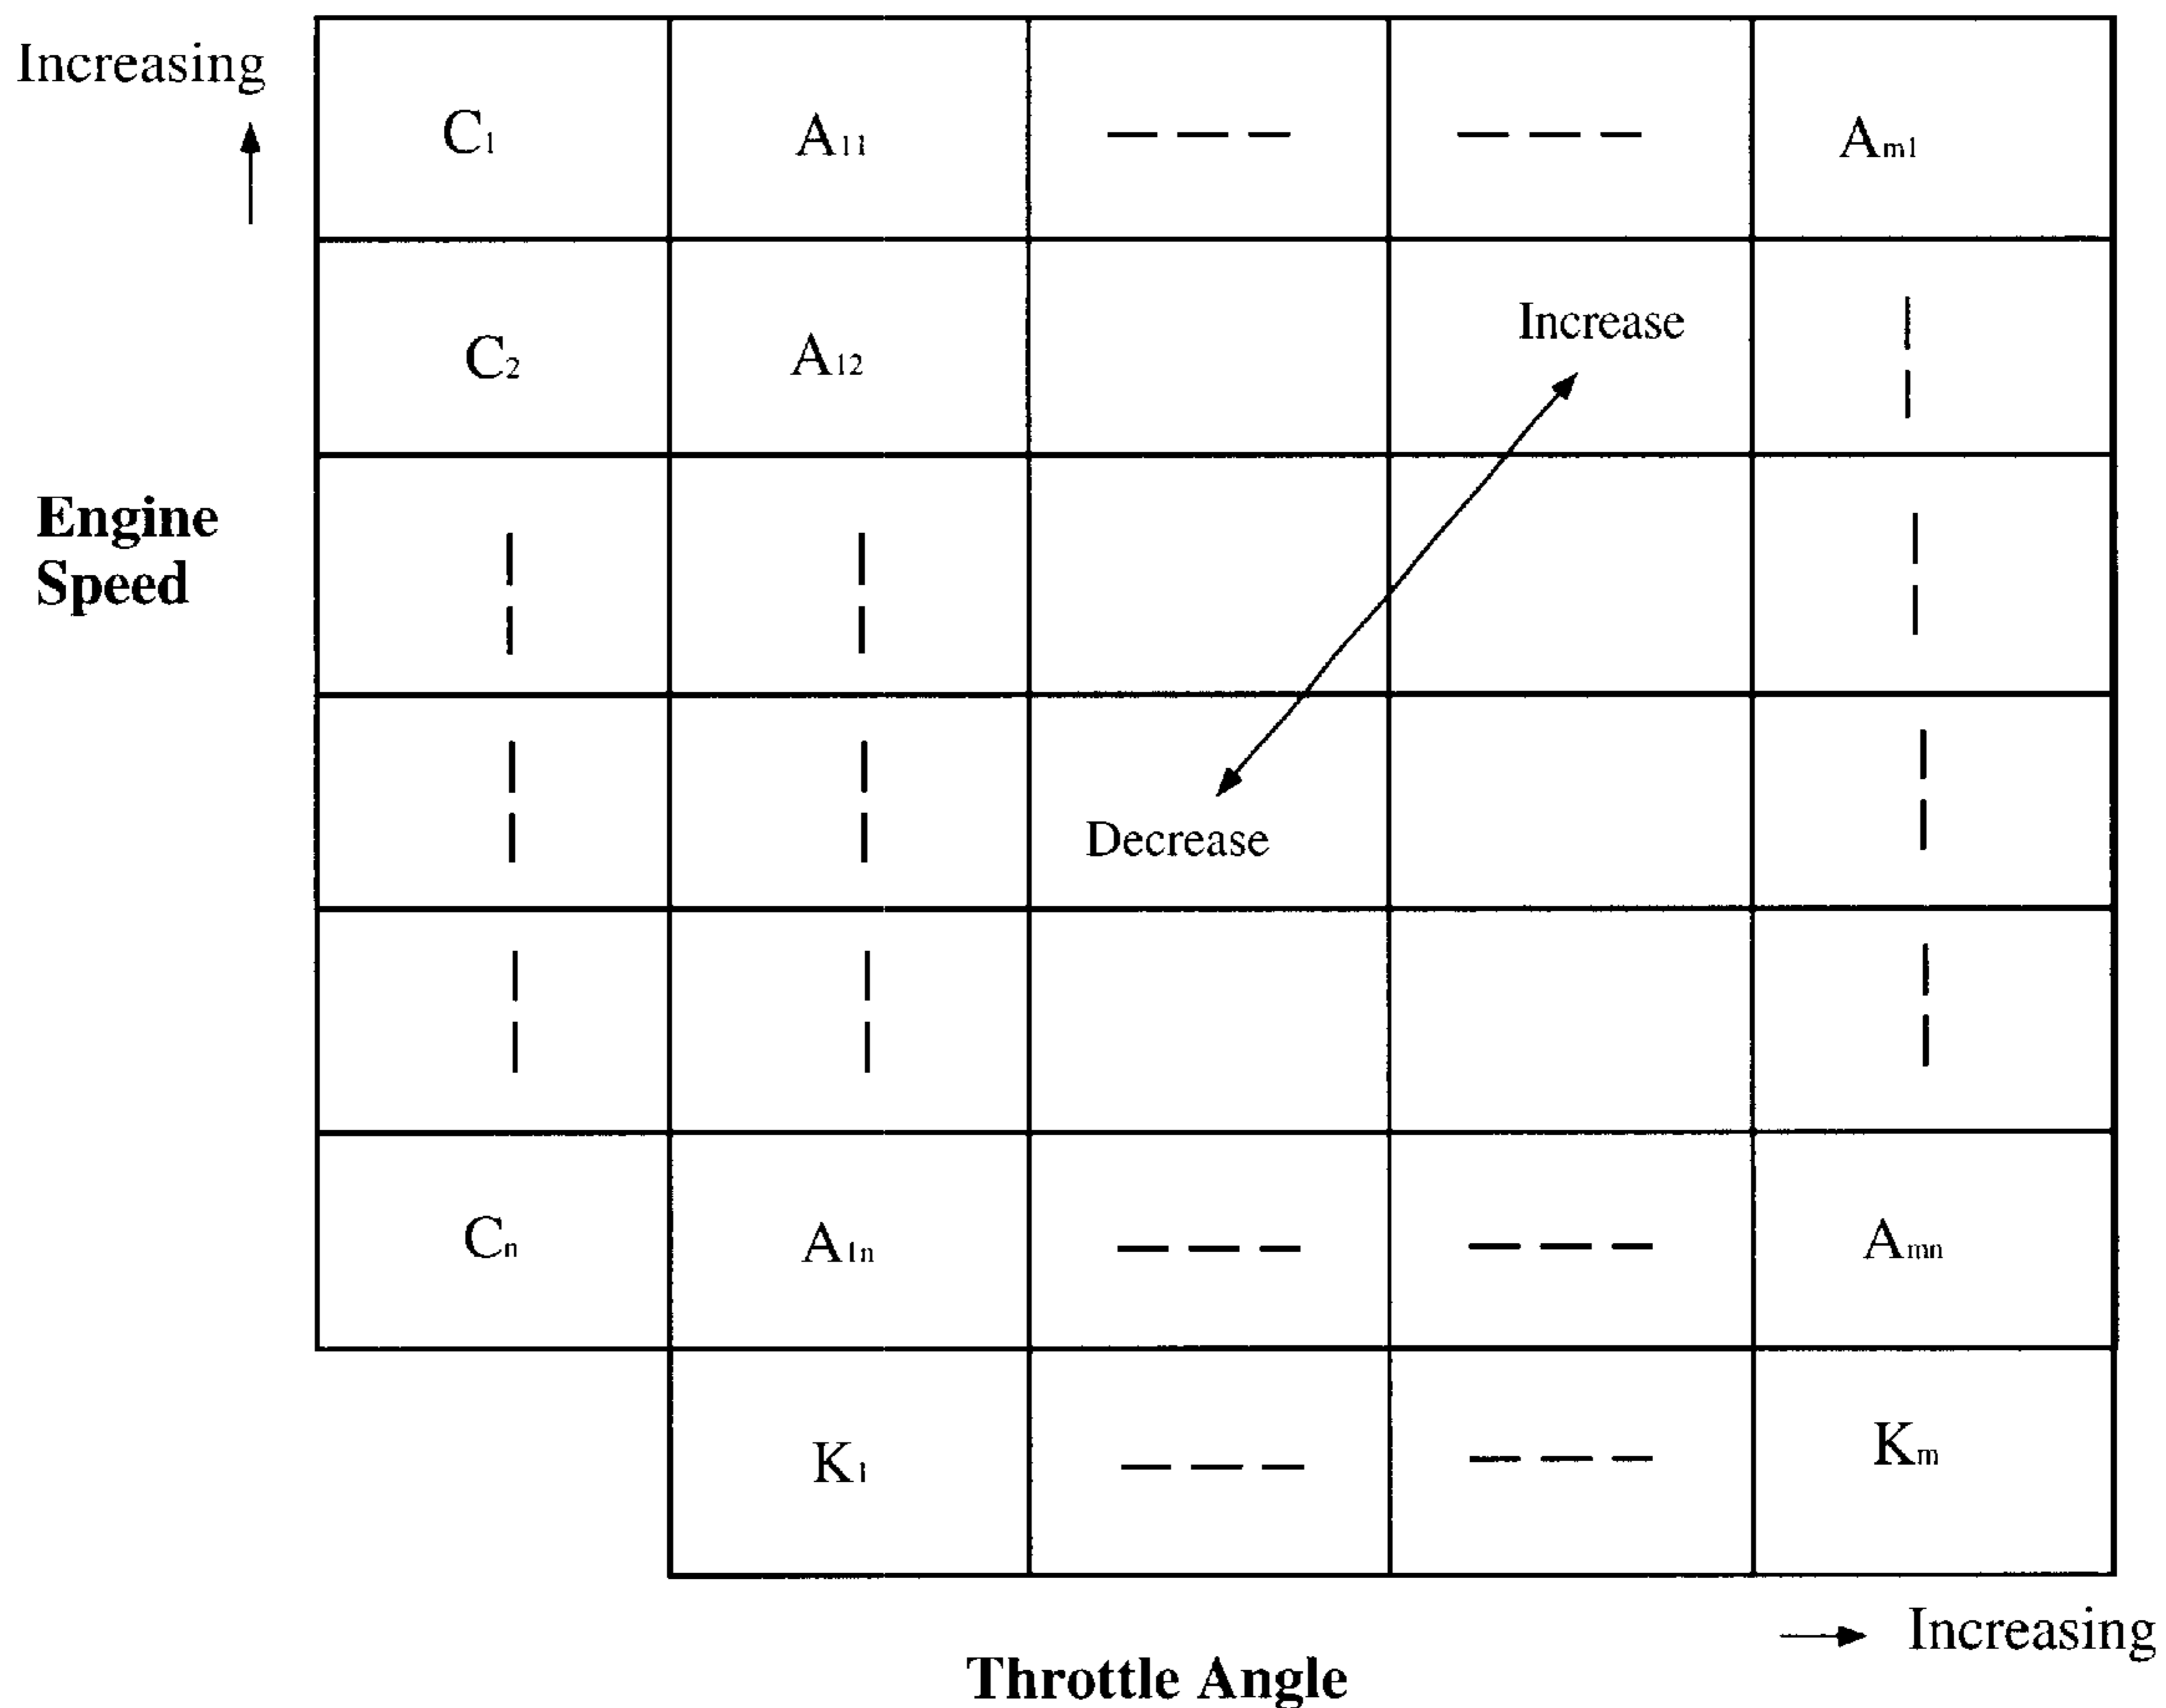 Increasing
C₁ A₁₁ Aₘ₁
C₂ A₁₂ Increase
Engine
Speed
Decrease
Cₙ A₁ₙ Aₘₙ
K₁ Kₘ
Increasing
Throttle Angle